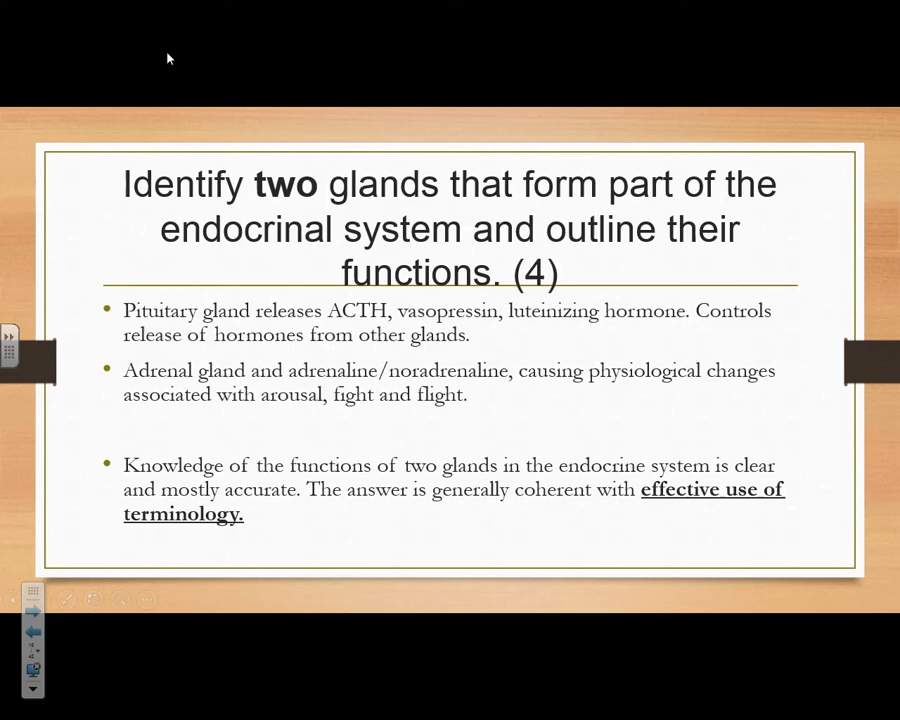 Identify two glands that form part of the
endocrinal system and outline their
functions. (4)
• Pituitary gland releases ACTH, vasopressin, luteinizing hormone. Controls
release of hormones from other glands.
• Adrenal gland and adrenaline/noradrenaline, causing physiological changes
associated with arousal, fight and flight.
• Knowledge of the functions of two glands in the endocrine system is clear
and mostly accurate. The answer is generally coherent with effective use of
terminology.